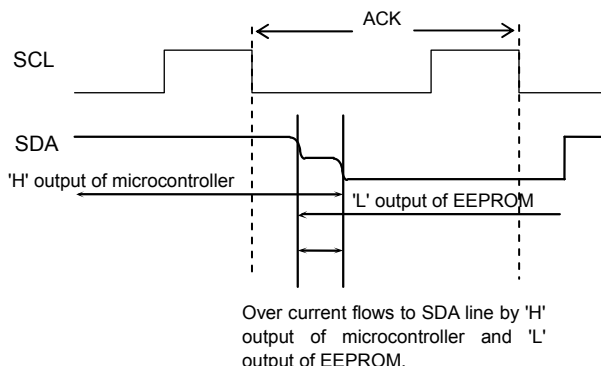 ACK
SCL
SDA
'H' output of microcontroller
'L' output of EEPROM
Over current flows to SDA line by 'H'
output of microcontroller and 'L'
output of EEPROM.